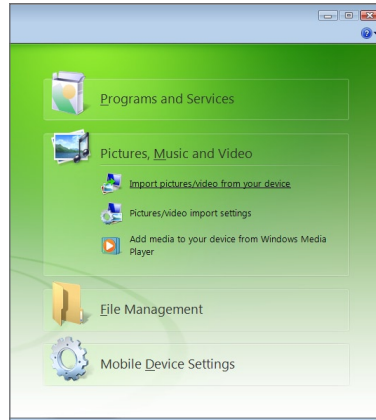 Programs and Services
Pictures, Music and Video
Import pictures/video from your device
Pictures/video import settings
Add media to your device from Windows Media
Player
File Management
Mobile Device Settings